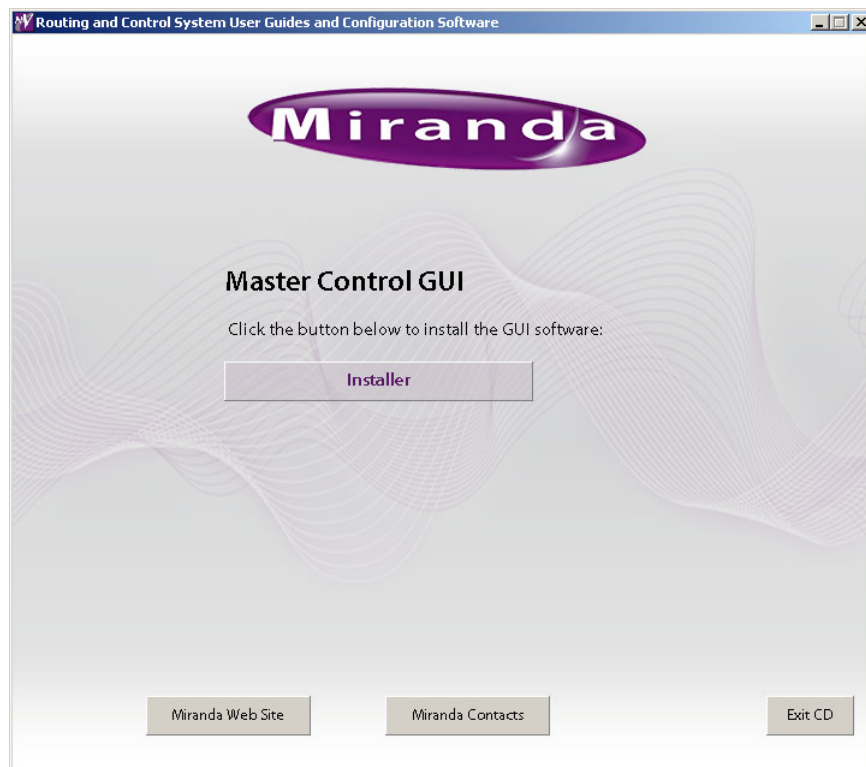 Routing and Control System User Guides and Configuration Software
Miranda
Master Control GUI
Click the button below to install the GUI software:
Installer
Miranda Web Site
Miranda Contacts
Exit CD